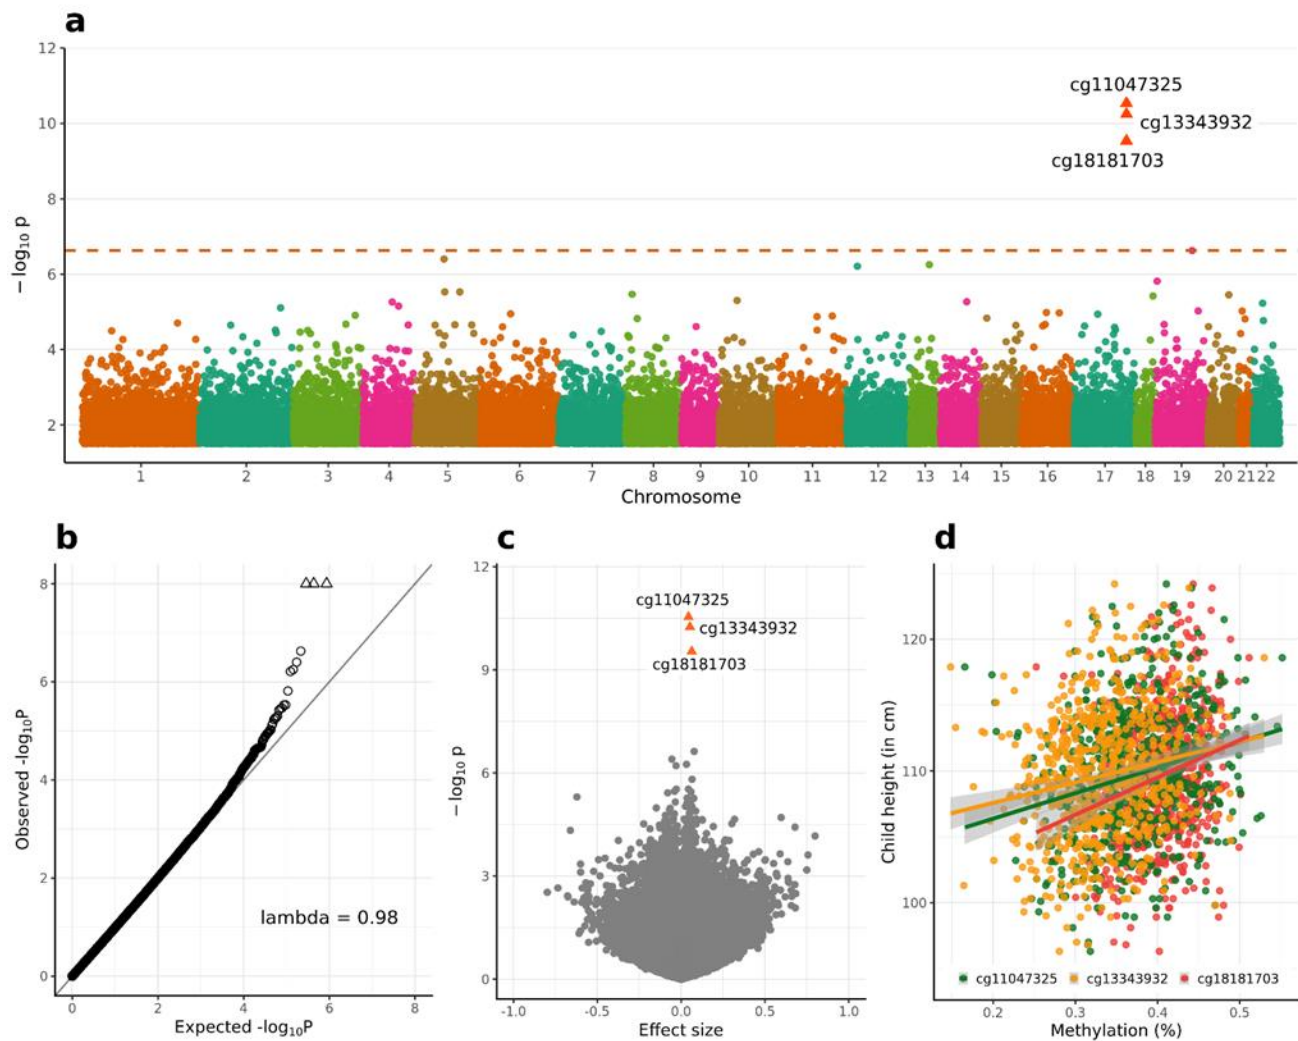 a
12
10
8
6
4
2
− log₁₀ p
cg11047325
cg13343932
cg18181703
1 2 3 4 5 6 7 8 9 10 11 12 13 14 15 16 17 18 19 20 21 22
Chromosome
b
8
6
4
2
0
Observed -log₁₀P
lambda = 0.98
0 2 4 6 8
Expected -log₁₀P
c
12
9
6
3
0
− log₁₀ p
cg11047325
cg13343932
cg18181703
-1.0 -0.5 0.0 0.5 1.0
Effect size
d
120
110
100
Child height (in cm)
cg11047325 cg13343932 cg18181703
0.2 0.3 0.4 0.5
Methylation (%)